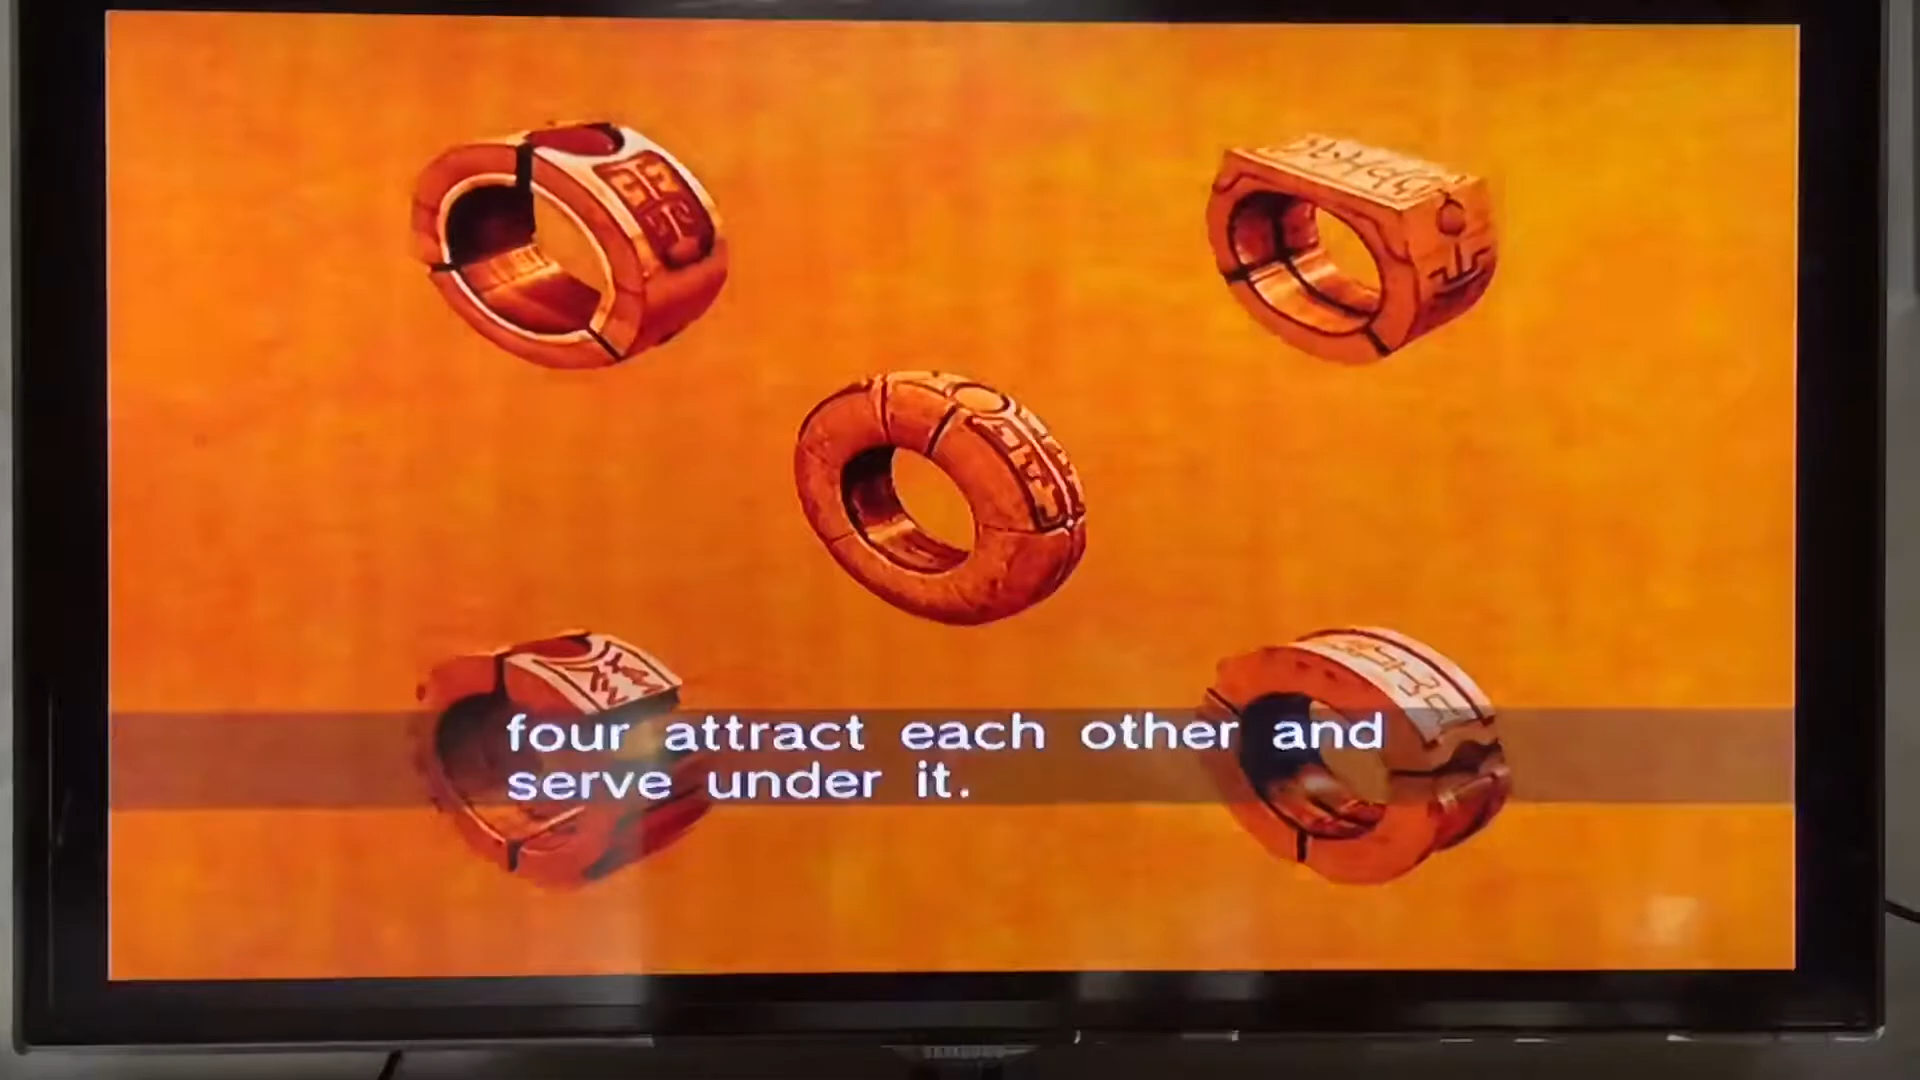 four attract each other and
serve under it.